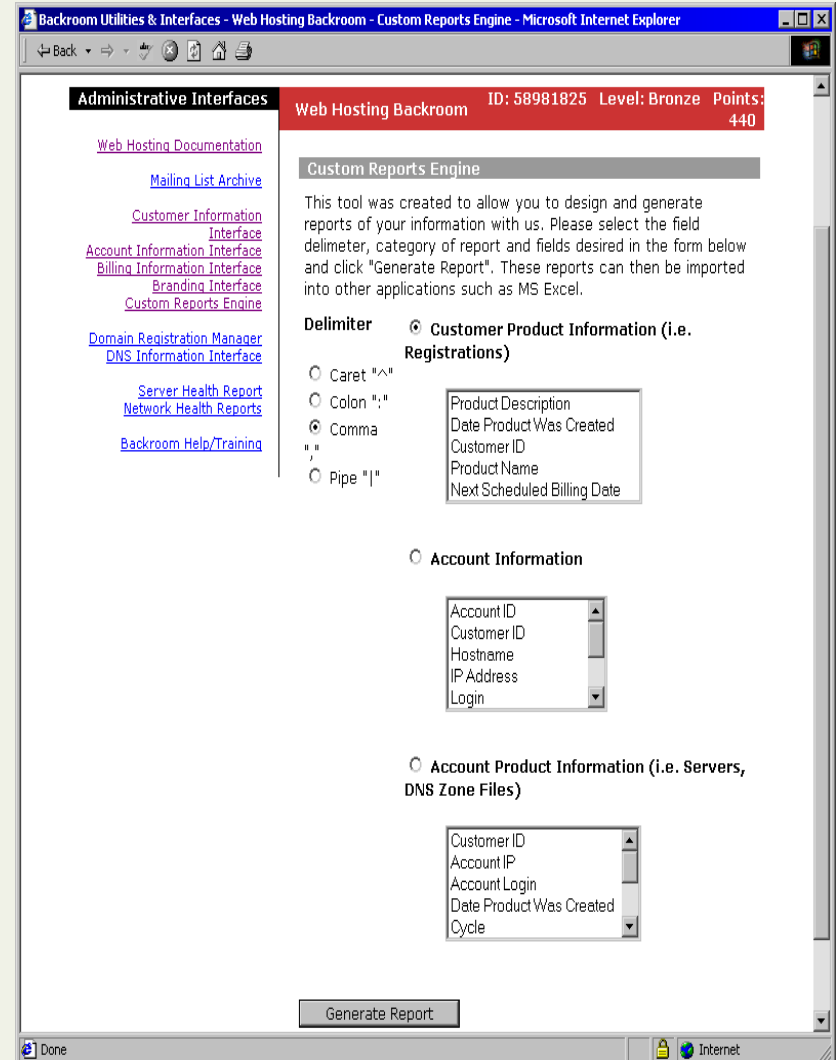 Backroom Utilities & Interfaces - Web Hosting Backroom - Custom Reports Engine - Microsoft Internet Explorer
Back
Administrative Interfaces
Web Hosting Documentation
Mailing List Archive
Customer Information
Interface
Account Information Interface
Billing Information Interface
Branding Interface
Custom Reports Engine
Domain Registration Manager
DNS Information Interface
Server Health Report
Network Health Reports
Backroom Help/Training
Web Hosting Backroom
ID: 58981825 Level: Bronze Points:
440
Custom Reports Engine
This tool was created to allow you to design and generate
reports of your information with us. Please select the field
delimeter, category of report and fields desired in the form below
and click "Generate Report". These reports can then be imported
into other applications such as MS Excel.
Delimiter
Caret "^"
Colon ":"
Comma
","
Pipe "|"
Customer Product Information (i.e.
Registrations)
Product Description
Date Product Was Created
Customer ID
Product Name
Next Scheduled Billing Date
Account Information
Account ID
Customer ID
Hostname
IP Address
Login
Account Product Information (i.e. Servers,
DNS Zone Files)
Customer ID
Account IP
Account Login
Date Product Was Created
Cycle
Generate Report
Done
Internet